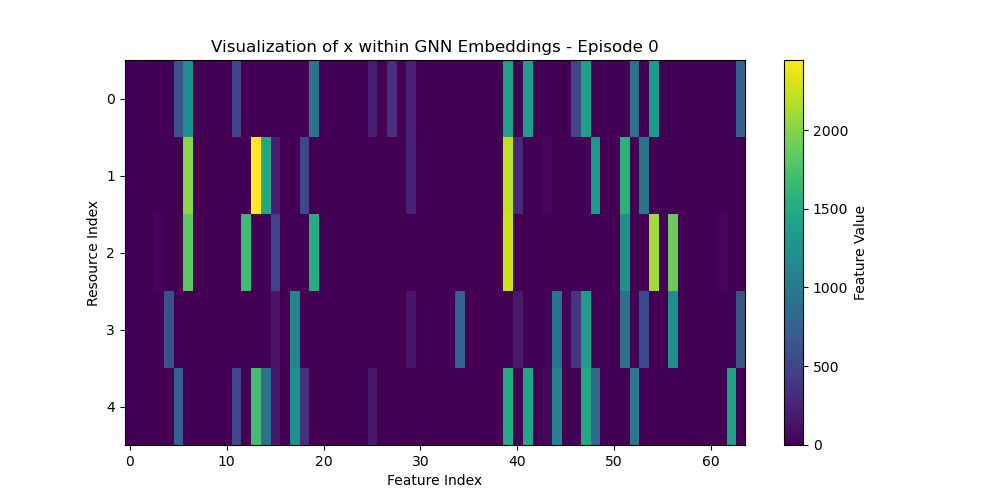 Visualization of x within GNN Embeddings - Episode 0
0
1
2
3
4
Resource Index
0 10 20 30 40 50 60
Feature Index
2000
1500
1000
500
0
Feature Value